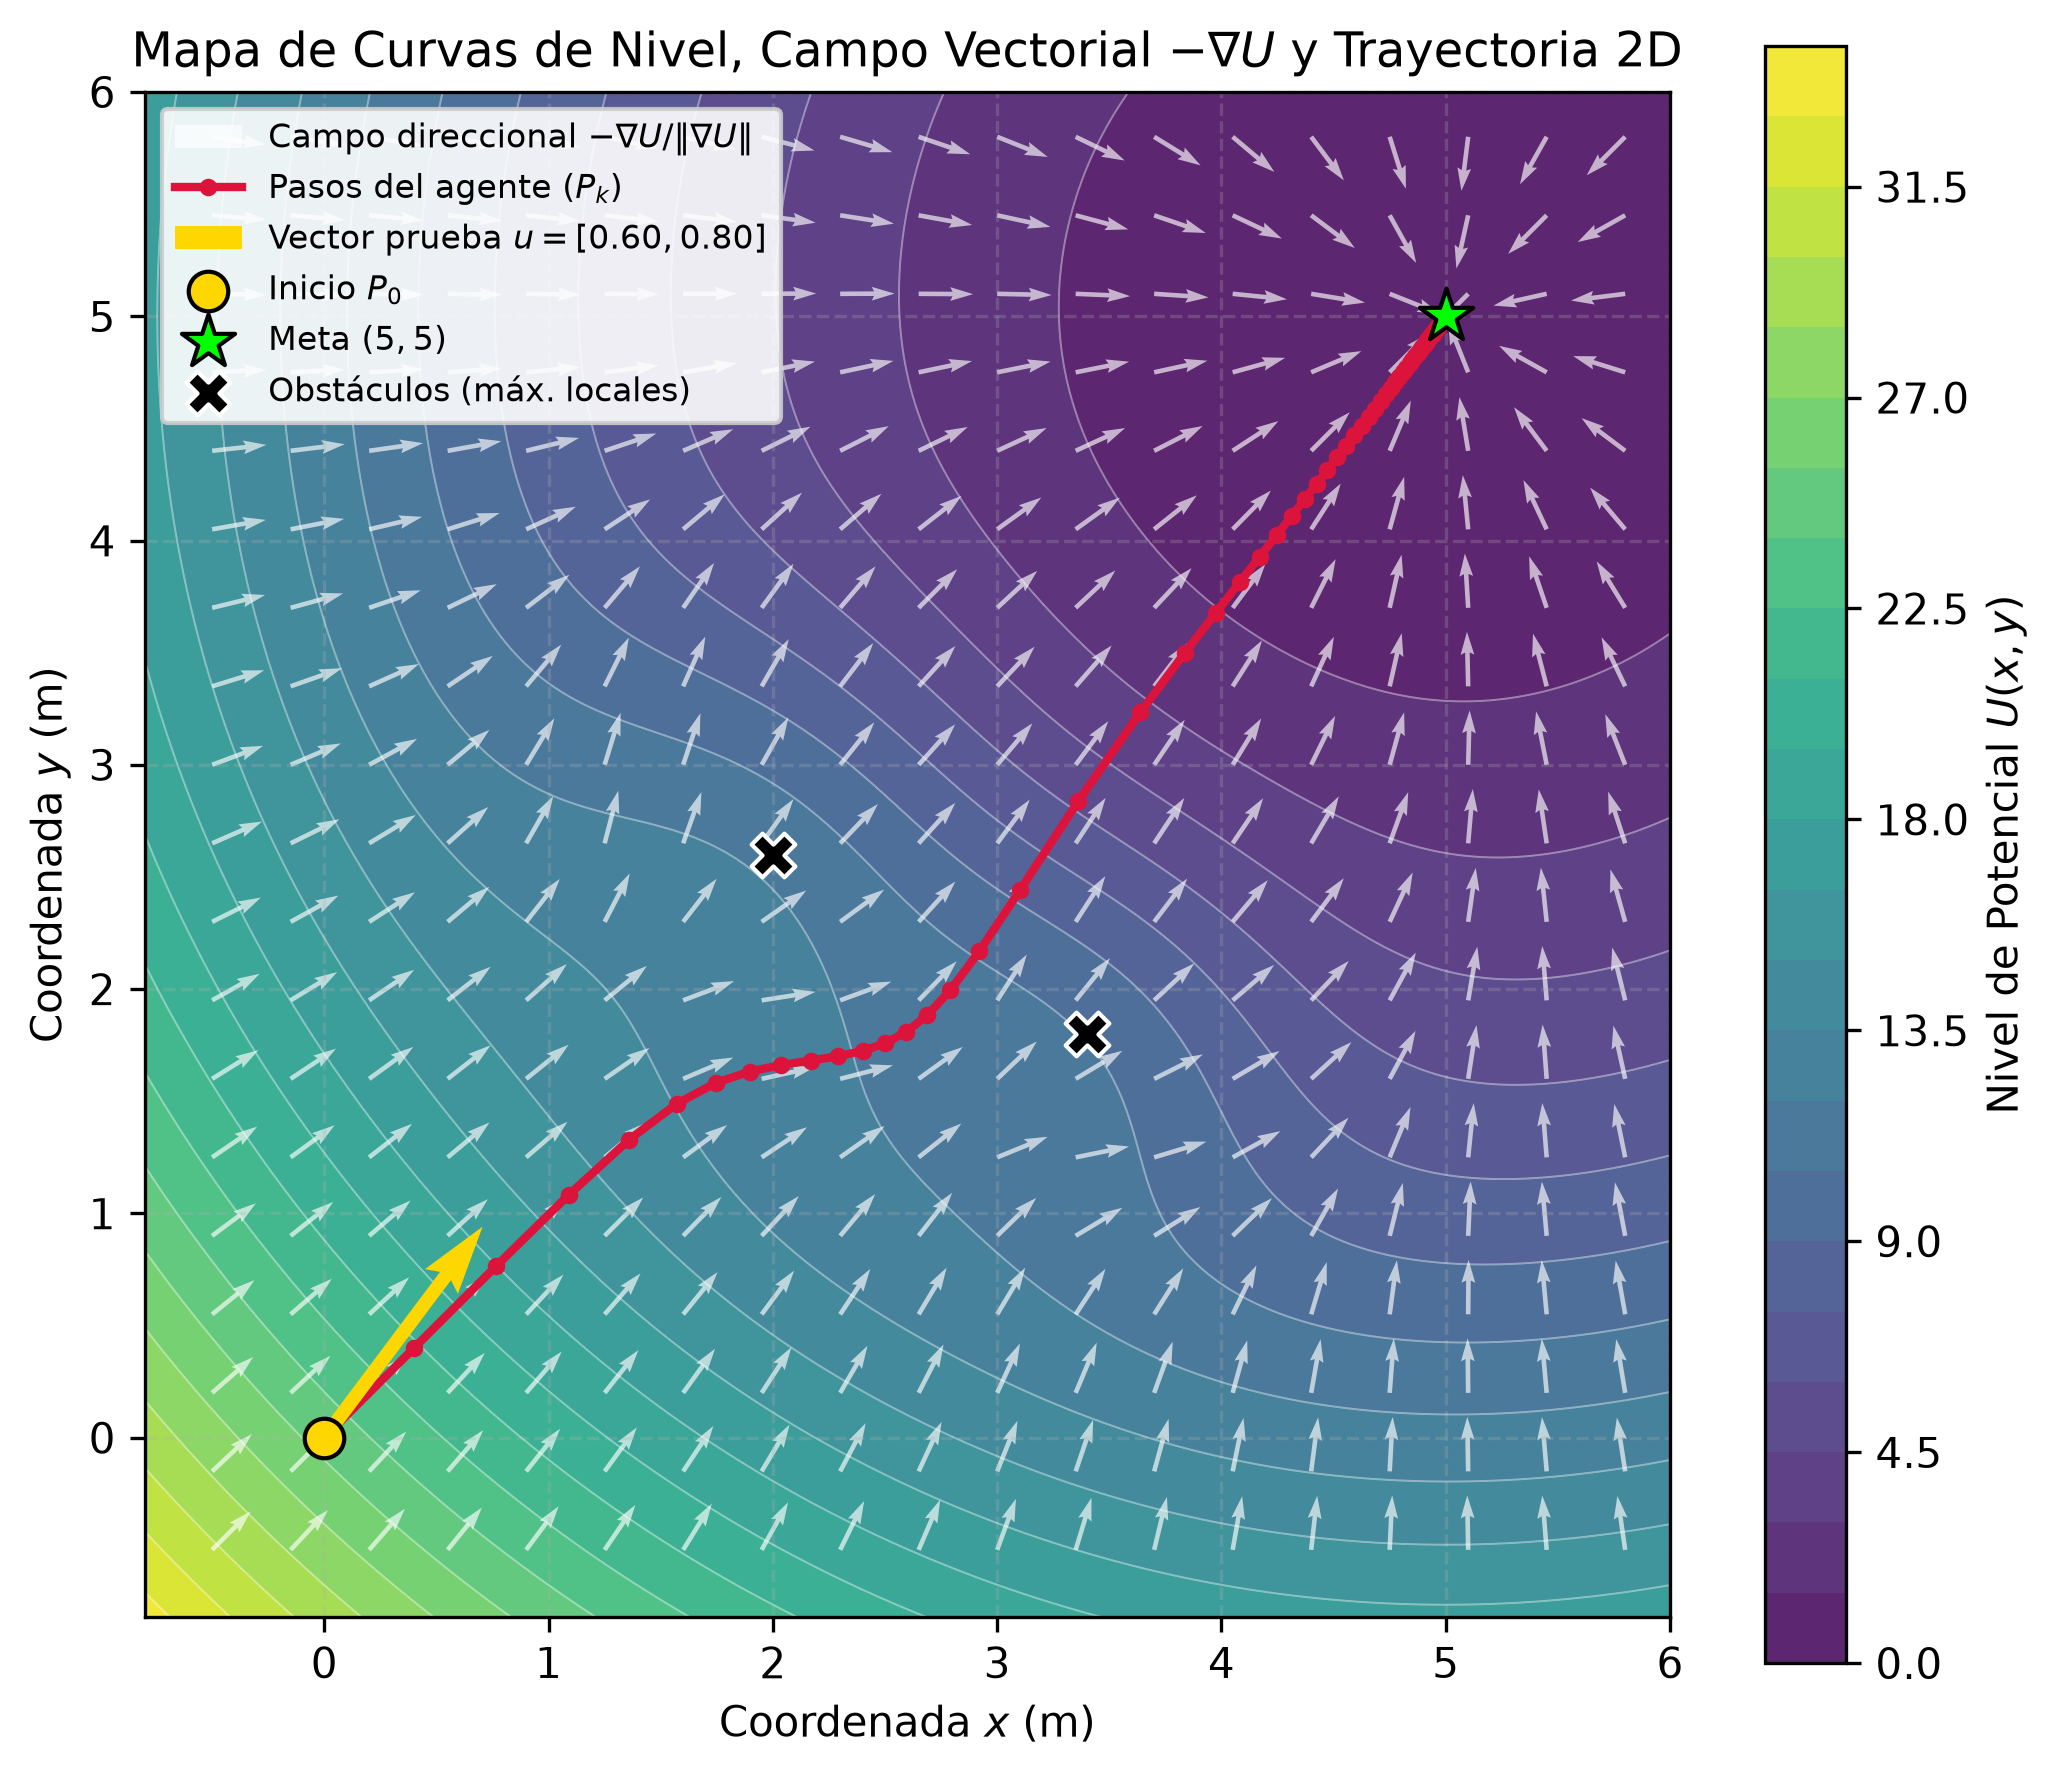 Mapa de Curvas de Nivel, Campo Vectorial −∇U y Trayectoria 2D
Campo direccional −∇U/‖∇U‖
Pasos del agente (Pₖ)
Vector prueba u = [0.60, 0.80]
Inicio P₀
Meta (5, 5)
Obstáculos (máx. locales)
6
5
4
3
2
1
0
Coordenada y (m)
0 1 2 3 4 5 6
Coordenada x (m)
31.5
27.0
22.5
18.0
13.5
9.0
4.5
0.0
Nivel de Potencial U(x, y)